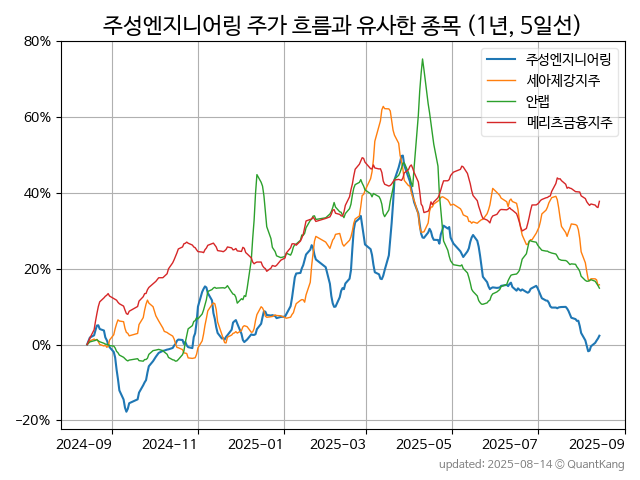 주성엔지니어링 주가 흐름과 유사한 종목 (1년, 5일선)
80%
60%
40%
20%
0%
−20%
주성엔지니어링
세아제강지주
안랩
메리츠금융지주
2024-09 2024-11 2025-01 2025-03 2025-05 2025-07 2025-09
updated: 2025-08-14 © QuantKang